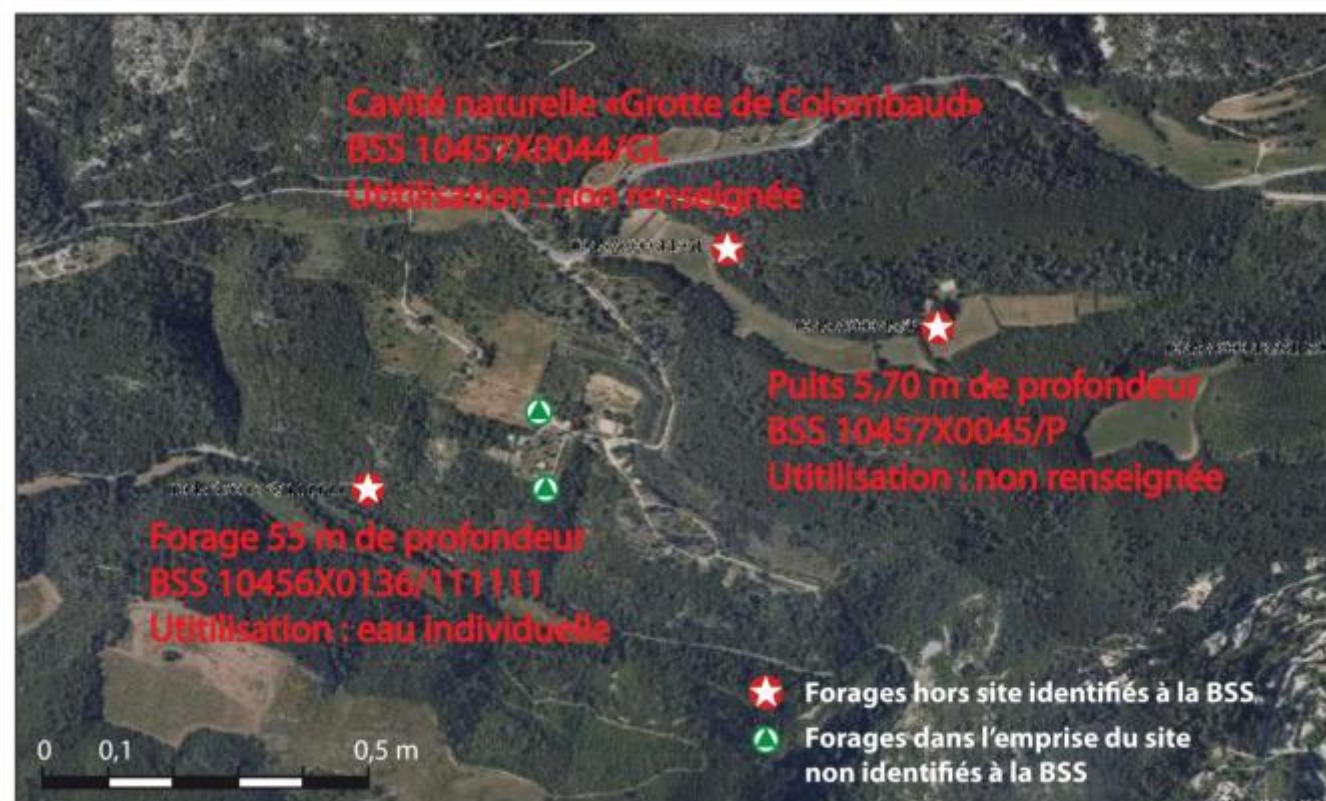 Cavité naturelle «Grotte de Colombaud»
BSS 10457X0044/GL
Utitilisation : non renseignée
Puits 5,70 m de profondeur
BSS 10457X0045/P
Utitilisation : non renseignée
Forage 55 m de profondeur
BSS 10456X0136/111111
Utitilisation : eau individuelle
Forages hors site identifiés à la BSS
Forages dans l'emprise du site
non identifiés à la BSS
0 0,1 0,5 m